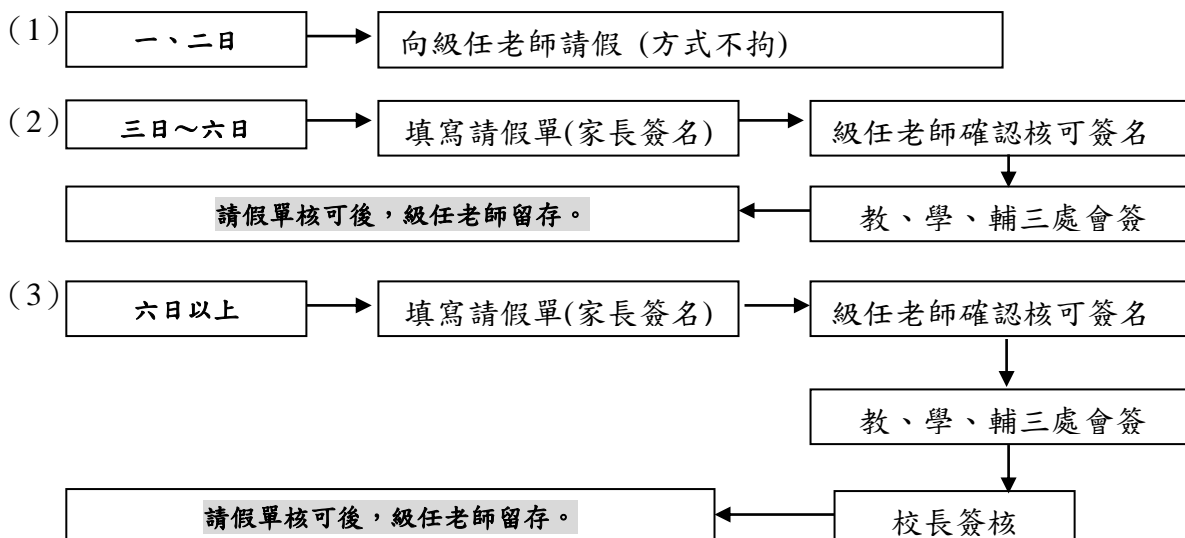 (1) 一、二日 向級任老師請假 (方式不拘)
(2) 三日～六日 填寫請假單(家長簽名) 級任老師確認核可簽名
請假單核可後，級任老師留存。 教、學、輔三處會簽
(3) 六日以上 填寫請假單(家長簽名) 級任老師確認核可簽名
教、學、輔三處會簽
請假單核可後，級任老師留存。 校長簽核